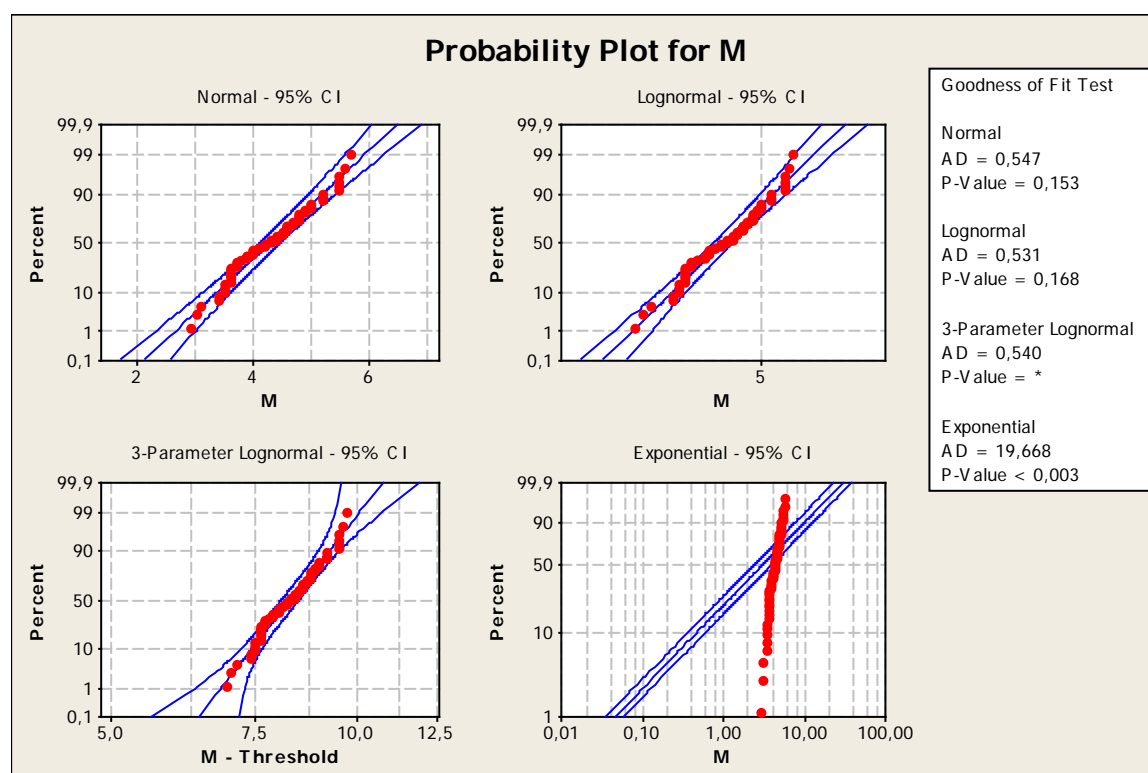 Probability Plot for M
Normal - 95% CI
99,9
99
90
50
10
1
0,1
Percent
2 4 6
M
Lognormal - 95% CI
99,9
99
90
50
10
1
0,1
Percent
5
M
3-Parameter Lognormal - 95% CI
99,9
99
90
50
10
1
0,1
Percent
5,0 7,5 10,0 12,5
M - Threshold
Exponential - 95% CI
99,9
90
50
10
1
Percent
0,01 0,10 1,00 10,00 100,00
M
Goodness of Fit Test
Normal
AD = 0,547
P-Value = 0,153
Lognormal
AD = 0,531
P-Value = 0,168
3-Parameter Lognormal
AD = 0,540
P-Value = *
Exponential
AD = 19,668
P-Value < 0,003